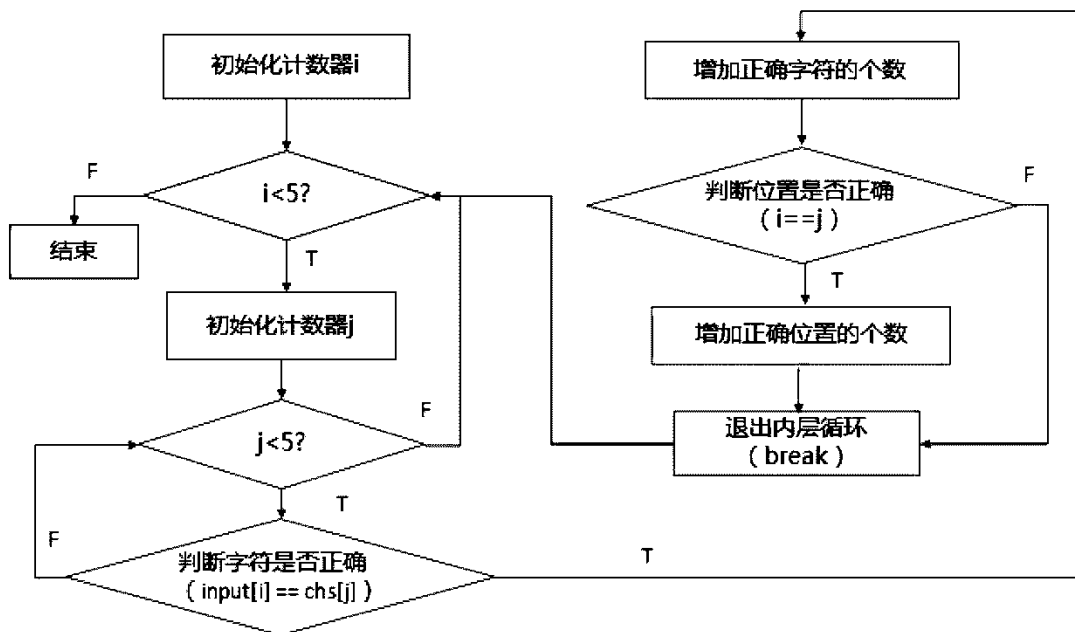 初始化计数器i
i<5?
F
结束
T
初始化计数器j
j<5?
F
T
判断字符是否正确
（input[i] == chs[j]）
F
T
增加正确字符的个数
判断位置是否正确
（i==j）
F
T
增加正确位置的个数
退出内层循环
（break）